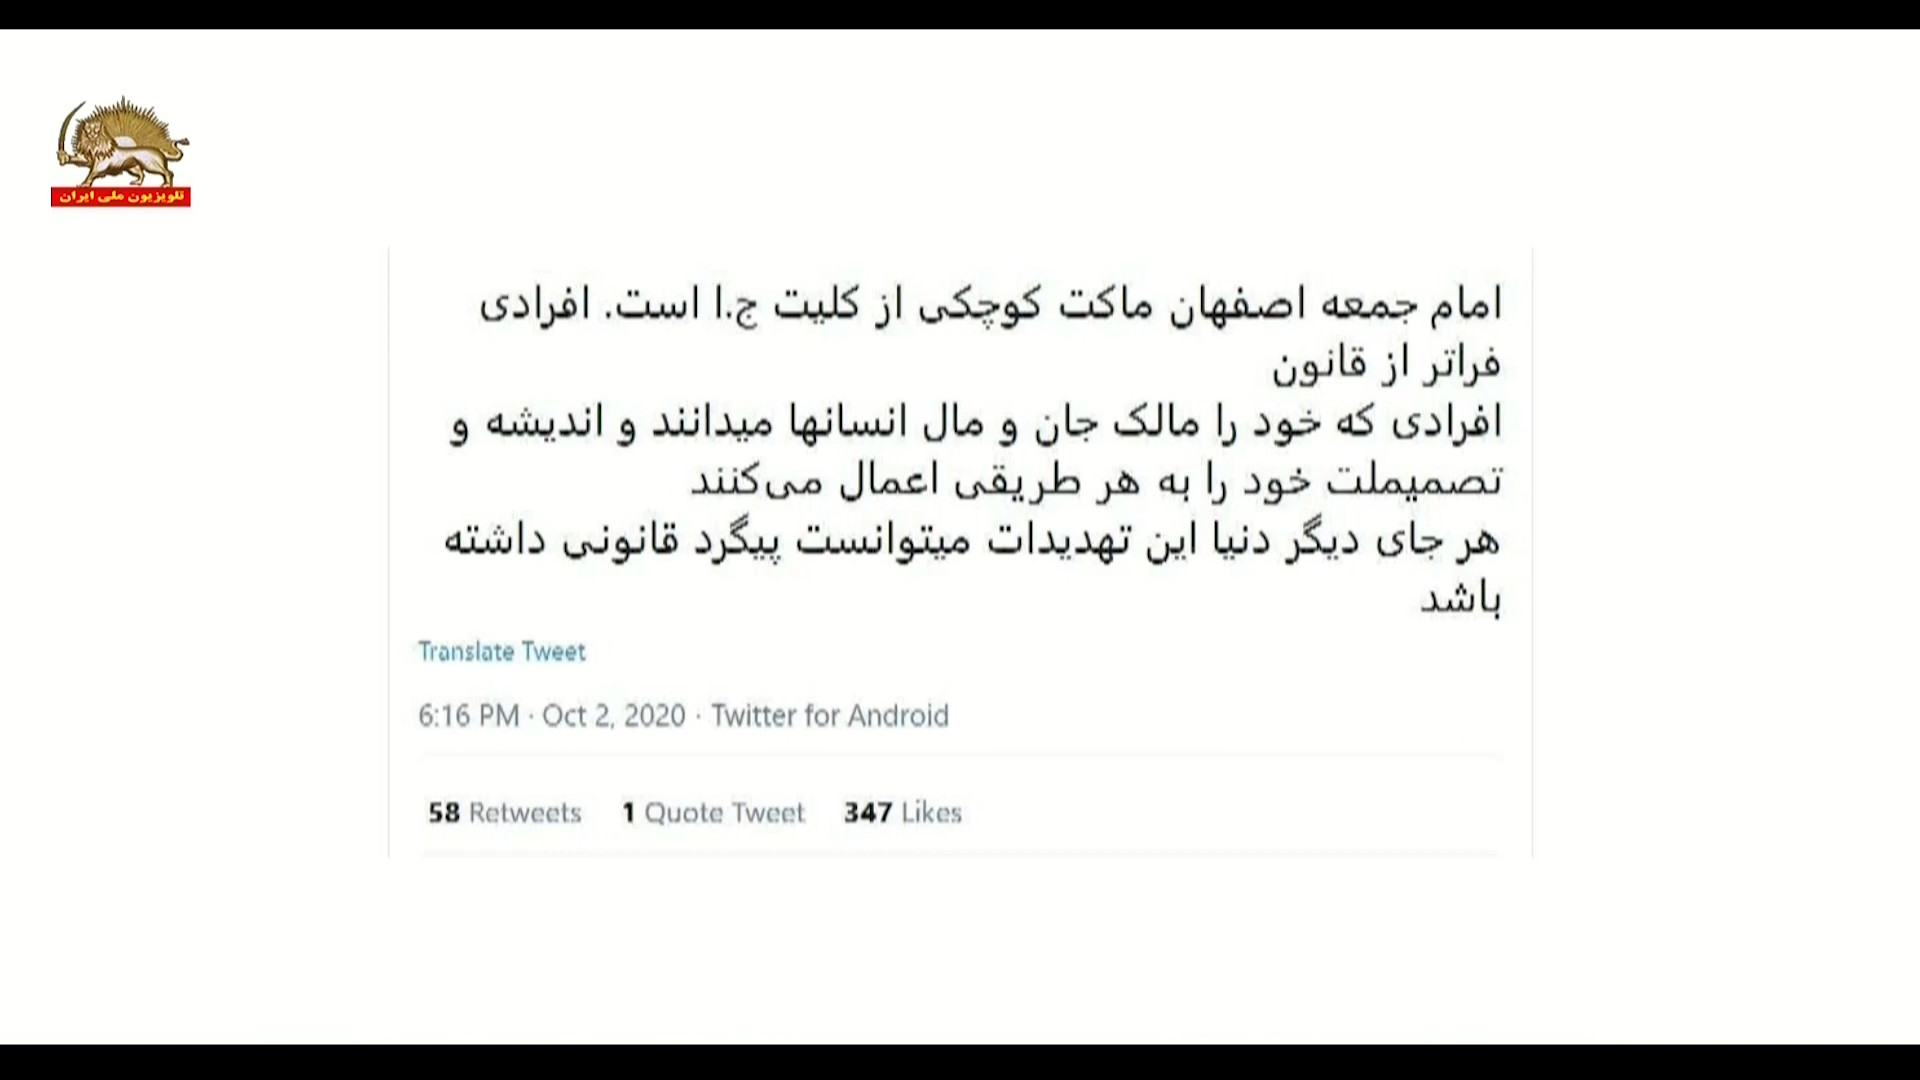 تلویزیون ملی ایران
امام جمعه اصفهان ماکت کوچکی از کلیت ج.ا است. افرادی
فراتر از قانون
افرادی که خود را مالک جان و مال انسانها میدانند و اندیشه و
تصمیملت خود را به هر طریقی اعمال می‌کنند
هر جای دیگر دنیا این تهدیدات میتوانست پیگرد قانونی داشته
باشد
Translate Tweet
6:16 PM · Oct 2, 2020 · Twitter for Android
58 Retweets 1 Quote Tweet 347 Likes